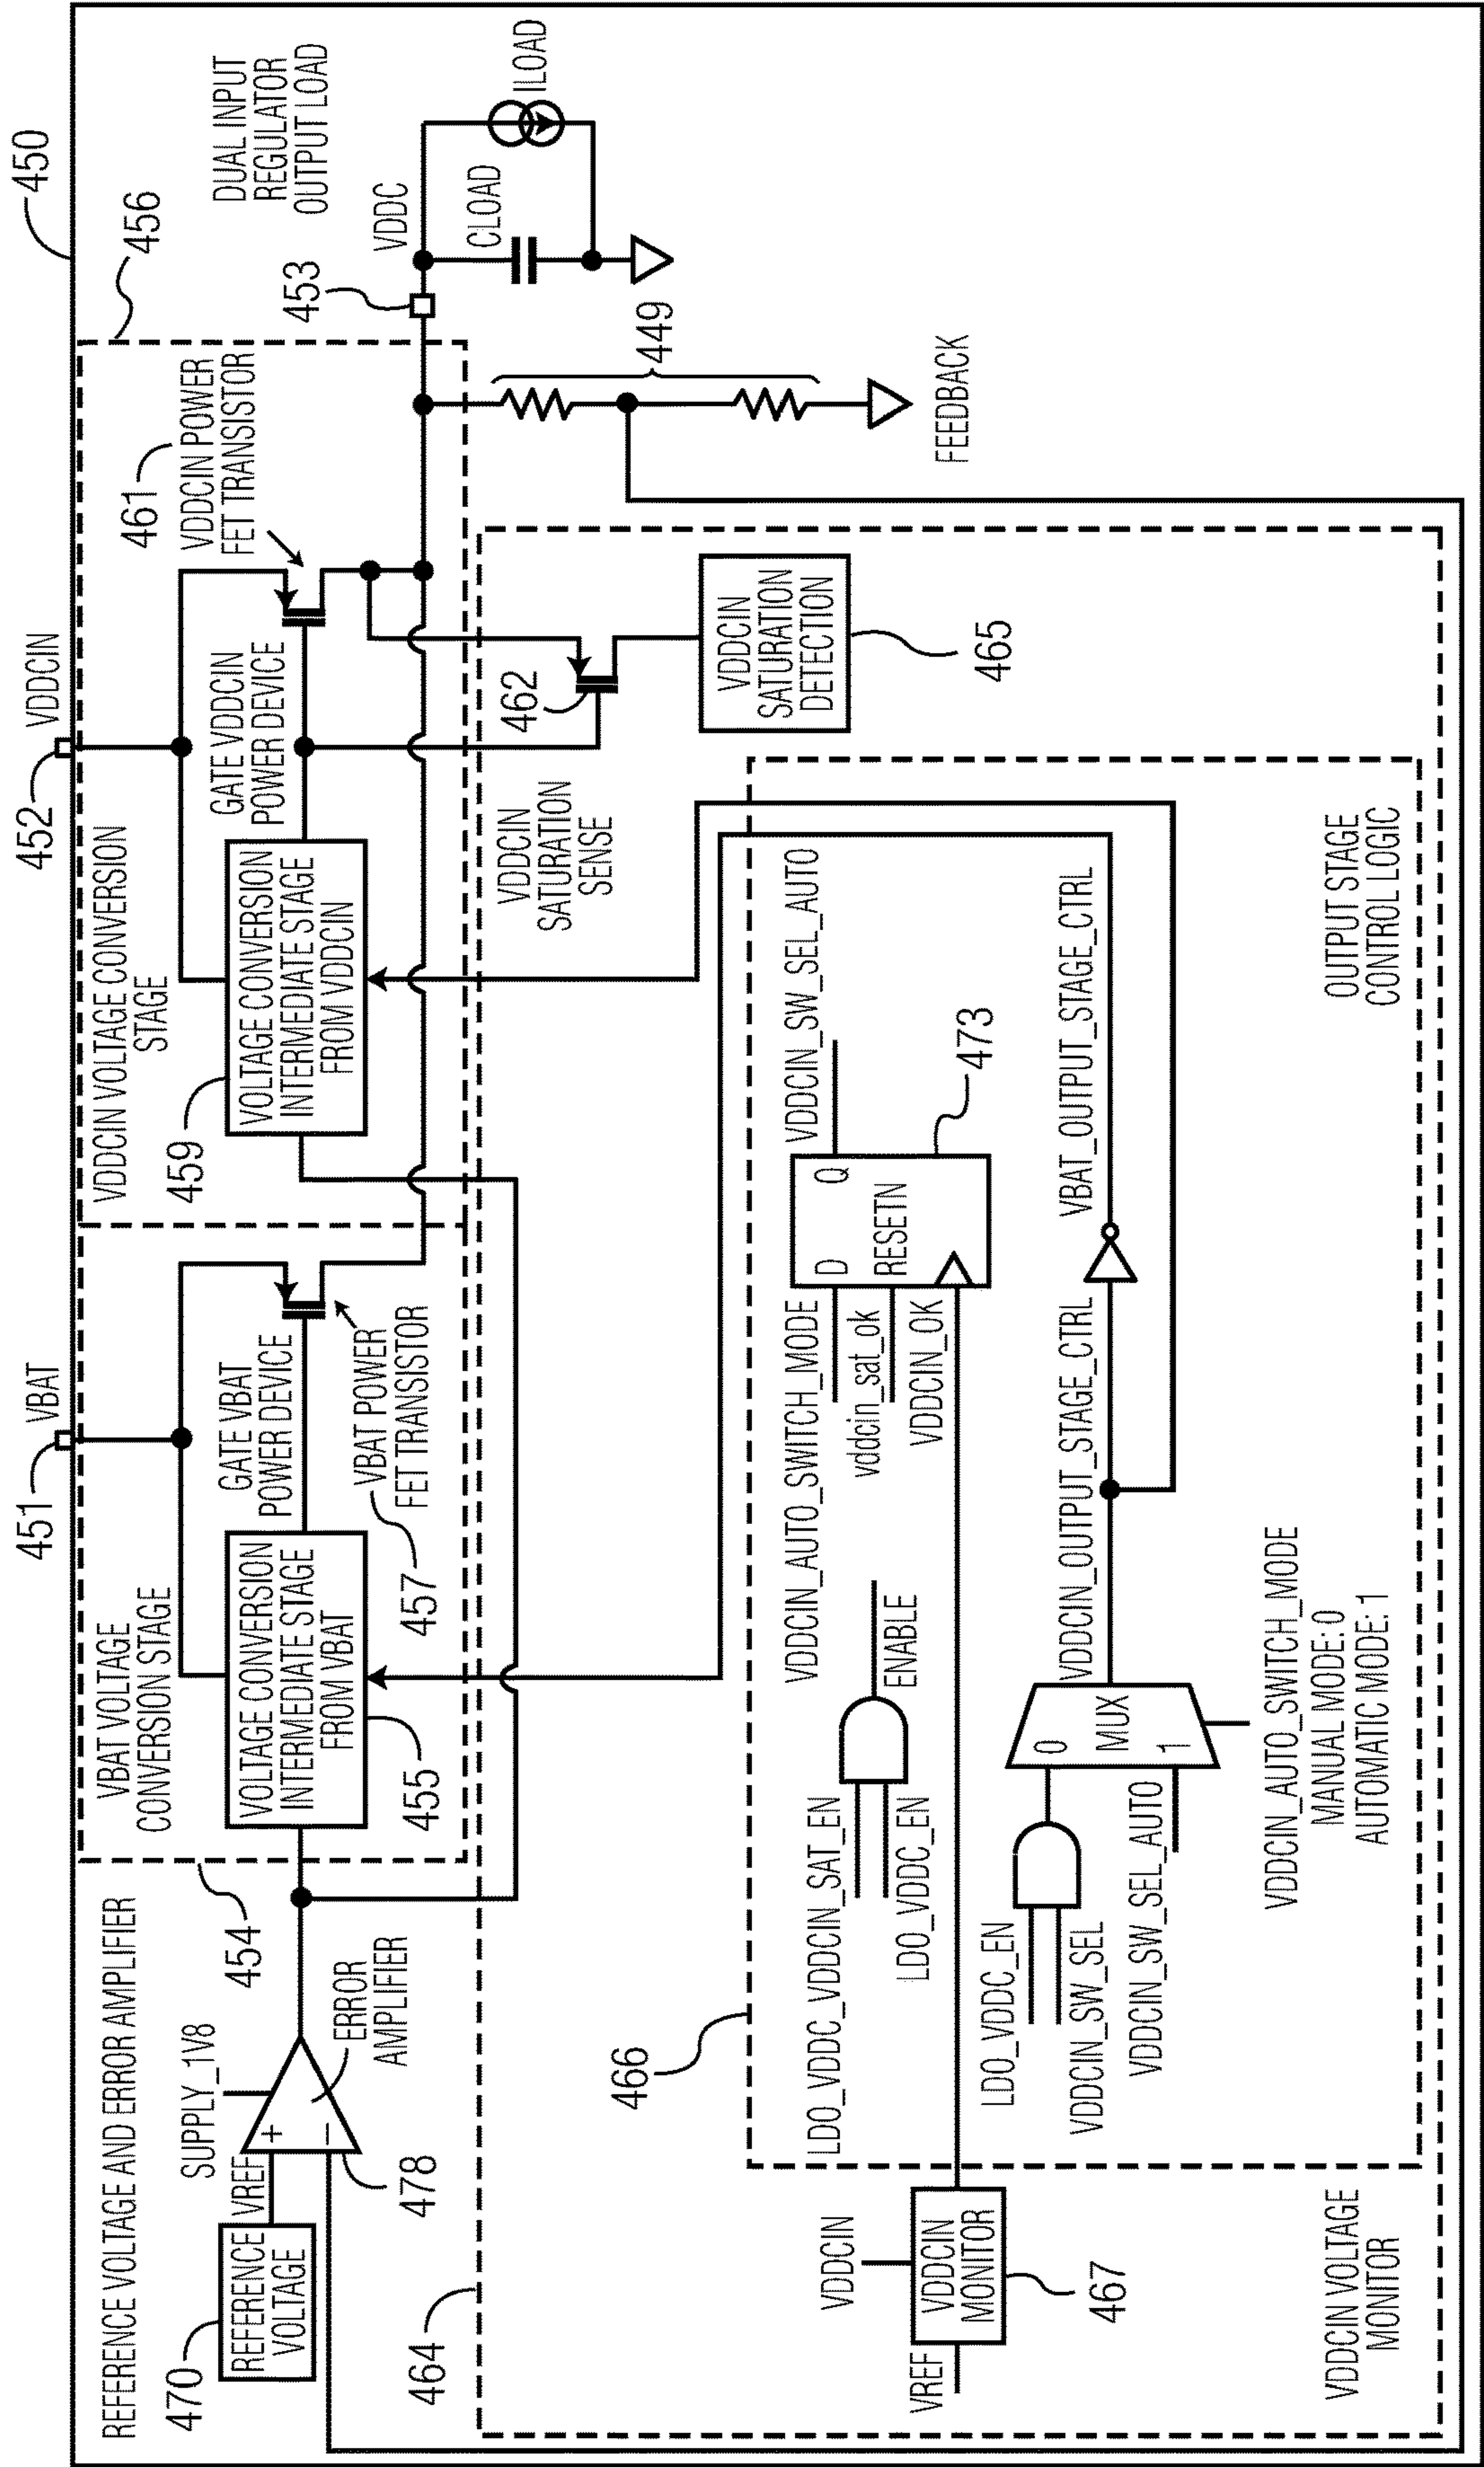 450
451
VBAT
452
VDDCIN
REFERENCE VOLTAGE AND ERROR AMPLIFIER
470
REFERENCE
VOLTAGE
VREF
SUPPLY_1V8
+
–
478
ERROR
AMPLIFIER
454
VBAT VOLTAGE
CONVERSION STAGE
VOLTAGE CONVERSION
INTERMEDIATE STAGE
FROM VBAT
455
GATE VBAT
POWER DEVICE
457
VBAT POWER
FET TRANSISTOR
VDDCIN VOLTAGE CONVERSION
STAGE
459
VOLTAGE CONVERSION
INTERMEDIATE STAGE
FROM VDDCIN
GATE VDDCIN
POWER DEVICE
461
VDDCIN POWER
FET TRANSISTOR
456
453
VDDC
DUAL INPUT
REGULATOR
OUTPUT LOAD
CLOAD
ILOAD
449
FEEDBACK
464
VDDCIN
SATURATION
SENSE
462
VDDCIN
SATURATION
DETECTION
465
466
LDO_VDDC_VDDCIN_SAT_EN
LDO_VDDC_EN
ENABLE
VDDCIN_AUTO_SWITCH_MODE
vddcin_sat_ok
VDDCIN_OK
D
Q
RESETN
VDDCIN_SW_SEL_AUTO
473
VDDCIN
VREF
VDDCIN
MONITOR
467
VDDCIN VOLTAGE
MONITOR
LDO_VDDC_EN
VDDCIN_SW_SEL
VDDCIN_SW_SEL_AUTO
0
MUX
1
VDDCIN_OUTPUT_STAGE_CTRL
VBAT_OUTPUT_STAGE_CTRL
VDDCIN_AUTO_SWITCH_MODE
MANUAL MODE: 0
AUTOMATIC MODE: 1
OUTPUT STAGE
CONTROL LOGIC